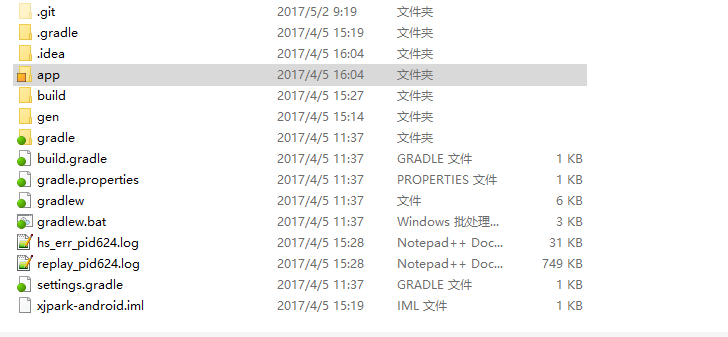 .git 2017/5/2 9:19 文件夹
.gradle 2017/4/5 15:19 文件夹
.idea 2017/4/5 16:04 文件夹
app 2017/4/5 16:04 文件夹
build 2017/4/5 15:27 文件夹
gen 2017/4/5 15:14 文件夹
gradle 2017/4/5 11:37 文件夹
build.gradle 2017/4/5 11:37 GRADLE 文件 1 KB
gradle.properties 2017/4/5 11:37 PROPERTIES 文件 1 KB
gradlew 2017/4/5 11:37 文件 6 KB
gradlew.bat 2017/4/5 11:37 Windows 批处理... 3 KB
hs_err_pid624.log 2017/4/5 15:28 Notepad++ Doc... 31 KB
replay_pid624.log 2017/4/5 15:28 Notepad++ Doc... 749 KB
settings.gradle 2017/4/5 11:37 GRADLE 文件 1 KB
xjpark-android.iml 2017/4/5 15:19 IML 文件 1 KB